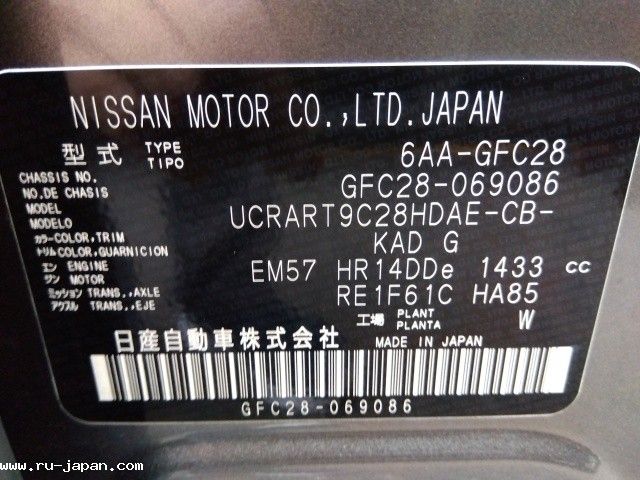 NISSAN MOTOR CO.,LTD.JAPAN
型式 TYPE TIPO 6AA-GFC28
CHASSIS NO. NO.DE CHASSIS GFC28-069086
MODEL MODELO UCRART9C28HDAE-CB-
カラー COLOR,TRIM トリム COLOR,GUARNICION KAD G
エン ENGINE ジン MOTOR EM57 HR14DDe 1433 cc
ミッション TRANS.,AXLE アクスル TRANS.,EJE RE1F61C HA85
工場 PLANT PLANTA W
日産自動車株式会社 MADE IN JAPAN
GFC28-069086
www.ru-japan.com